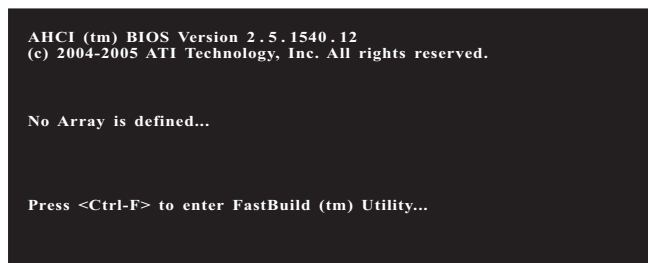 AHCI (tm) BIOS Version 2 . 5 . 1540 . 12
(c) 2004-2005 ATI Technology, Inc. All rights reserved.
No Array is defined...
Press <Ctrl-F> to enter FastBuild (tm) Utility...